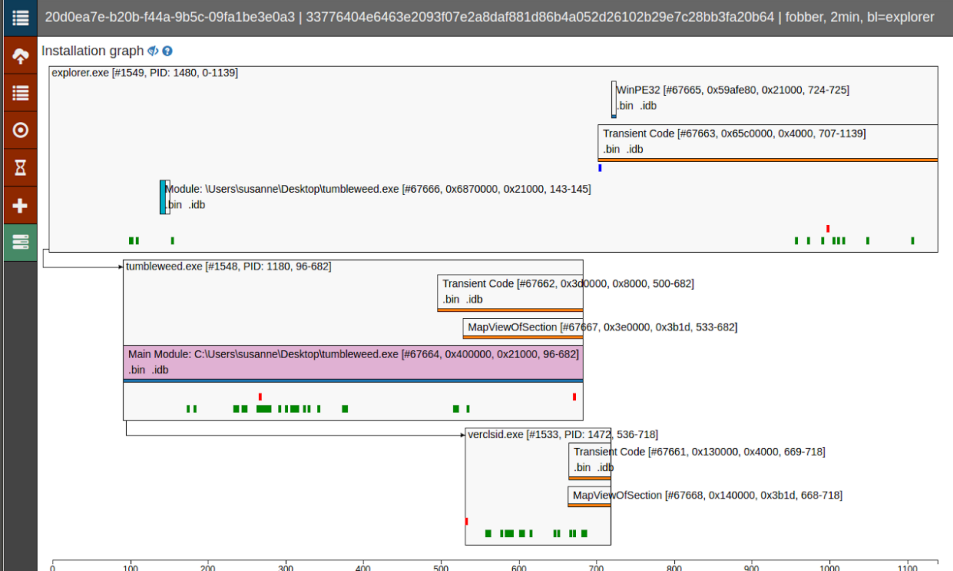 20d0ea7e-b20b-f44a-9b5c-09fa1be3e0a3 | 33776404e6463e2093f07e2a8daf881d86b4a052d26102b29e7c28bb3fa20b64 | fobber, 2min, bl=explorer
Installation graph
explorer.exe [#1549, PID: 1480, 0-1139]
WinPE32 [#67665, 0x59afe80, 0x21000, 724-725]
.bin .idb
Transient Code [#67663, 0x65c0000, 0x4000, 707-1139]
.bin .idb
Module: \Users\susanne\Desktop\tumbleweed.exe [#67666, 0x6870000, 0x21000, 143-145]
.bin .idb
tumbleweed.exe [#1548, PID: 1180, 96-682]
Transient Code [#67662, 0x3d0000, 0x8000, 500-682]
.bin .idb
MapViewOfSection [#67667, 0x3e0000, 0x3b1d, 533-682]
Main Module: C:\Users\susanne\Desktop\tumbleweed.exe [#67664, 0x400000, 0x21000, 96-682]
.bin .idb
verclsid.exe [#1533, PID: 1472, 536-718]
Transient Code [#67661, 0x130000, 0x4000, 669-718]
.bin .idb
MapViewOfSection [#67668, 0x140000, 0x3b1d, 668-718]
0 100 200 300 400 500 600 700 800 900 1000 1100